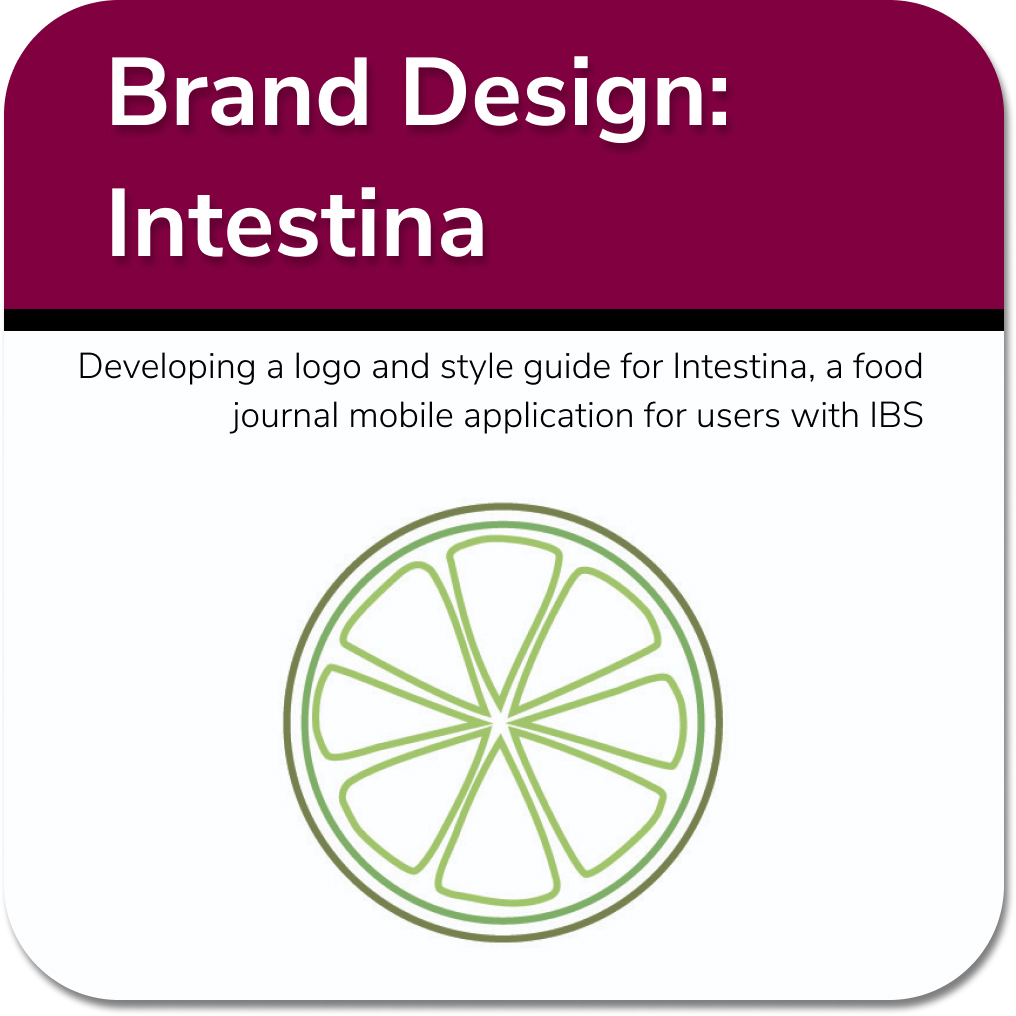 Brand Design:
Intestina
Developing a logo and style guide for Intestina, a food
journal mobile application for users with IBS